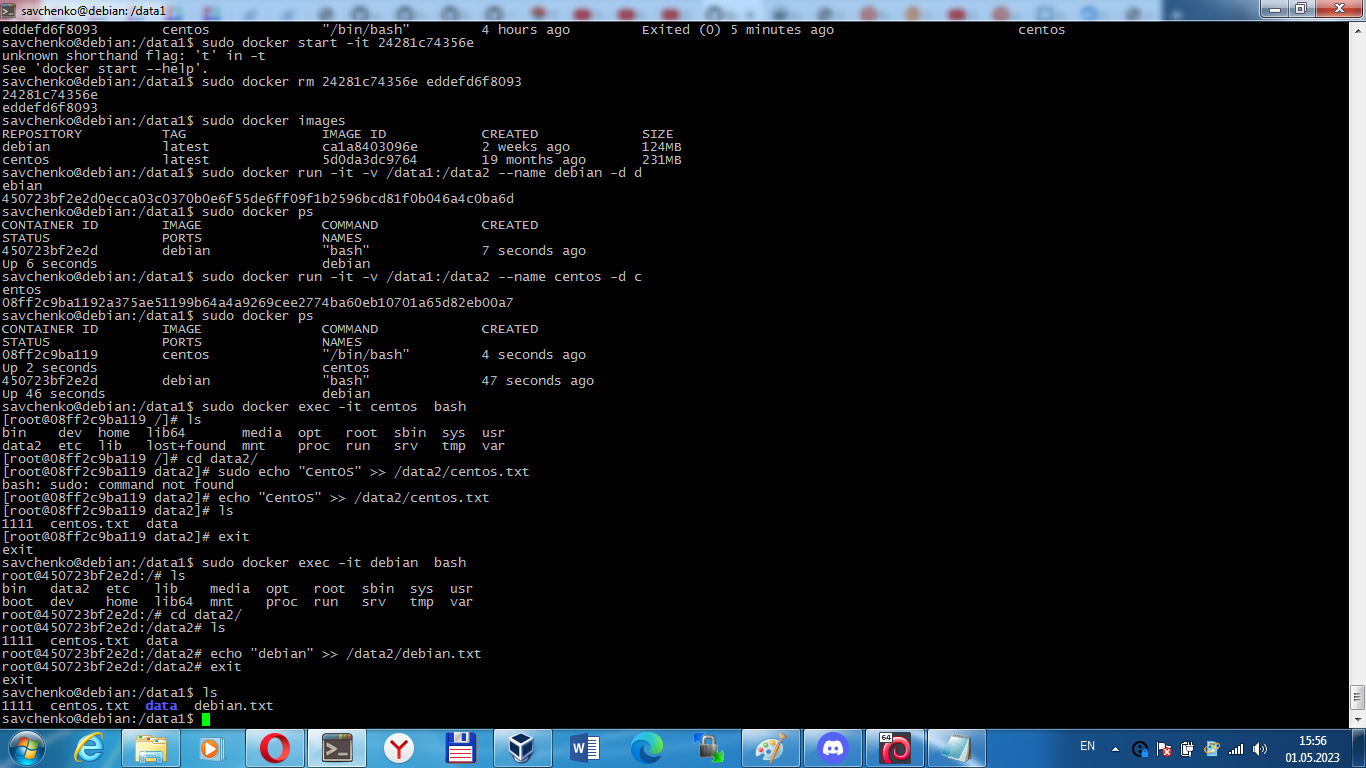 savchenko@debian: /data1
eddefd6f8093        centos              "/bin/bash"         4 hours ago         Exited (0) 5 minutes ago                       centos
savchenko@debian:/data1$ sudo docker start -it 24281c74356e
unknown shorthand flag: 't' in -t
See 'docker start --help'.
savchenko@debian:/data1$ sudo docker rm 24281c74356e eddefd6f8093
24281c74356e
eddefd6f8093
savchenko@debian:/data1$ sudo docker images
REPOSITORY          TAG                 IMAGE ID            CREATED             SIZE
debian              latest              ca1a8403096e        2 weeks ago         124MB
centos              latest              5d0da3dc9764        19 months ago       231MB
savchenko@debian:/data1$ sudo docker run -it -v /data1:/data2 --name debian -d d
ebian
450723bf2e2d0ecca03c0370b0e6f55de6ff09f1b2596bcd81f0b046a4c0ba6d
savchenko@debian:/data1$ sudo docker ps
CONTAINER ID        IMAGE               COMMAND             CREATED
STATUS              PORTS               NAMES
450723bf2e2d        debian              "bash"              7 seconds ago
Up 6 seconds                            debian
savchenko@debian:/data1$ sudo docker run -it -v /data1:/data2 --name centos -d c
entos
08ff2c9ba1192a375ae51199b64a4a9269cee2774ba60eb10701a65d82eb00a7
savchenko@debian:/data1$ sudo docker ps
CONTAINER ID        IMAGE               COMMAND             CREATED
STATUS              PORTS               NAMES
08ff2c9ba119        centos              "/bin/bash"         4 seconds ago
Up 2 seconds                            centos
450723bf2e2d        debian              "bash"              47 seconds ago
Up 46 seconds                           debian
savchenko@debian:/data1$ sudo docker exec -it centos  bash
[root@08ff2c9ba119 /]# ls
bin    dev  home  lib64       media  opt   root  sbin  sys  usr
data2  etc  lib   lost+found  mnt    proc  run   srv   tmp  var
[root@08ff2c9ba119 /]# cd data2/
[root@08ff2c9ba119 data2]# sudo echo "CentOS" >> /data2/centos.txt
bash: sudo: command not found
[root@08ff2c9ba119 data2]# echo "CentOS" >> /data2/centos.txt
[root@08ff2c9ba119 data2]# ls
1111  centos.txt  data
[root@08ff2c9ba119 data2]# exit
exit
savchenko@debian:/data1$ sudo docker exec -it debian  bash
root@450723bf2e2d:/# ls
bin   data2  etc   lib    media  opt   root  sbin  sys  usr
boot  dev    home  lib64  mnt    proc  run   srv   tmp  var
root@450723bf2e2d:/# cd data2/
root@450723bf2e2d:/data2# ls
1111  centos.txt  data
root@450723bf2e2d:/data2# echo "debian" >> /data2/debian.txt
root@450723bf2e2d:/data2# exit
exit
savchenko@debian:/data1$ ls
1111  centos.txt  data  debian.txt
savchenko@debian:/data1$
EN
64
15:56
01.05.2023